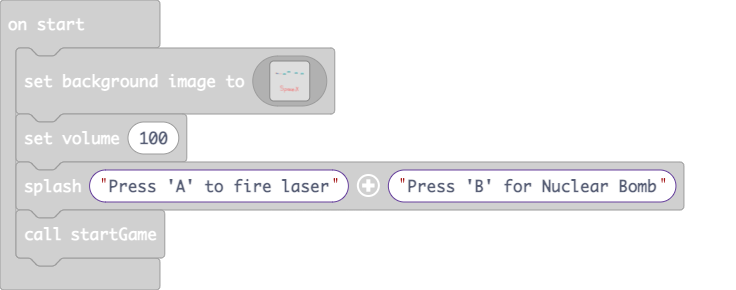 on start
set background image to
set volume 100
splash "Press 'A' to fire laser" + "Press 'B' for Nuclear Bomb"
call startGame